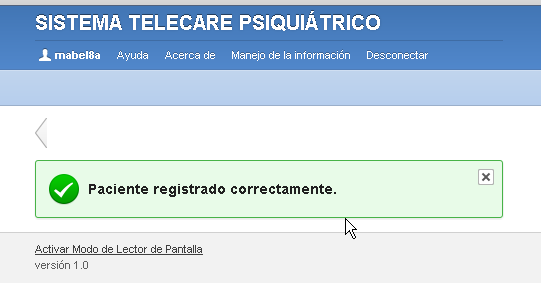 SISTEMA TELECARE PSIQUIÁTRICO
mabel8a Ayuda Acerca de Manejo de la información Desconectar
Paciente registrado correctamente.
Activar Modo de Lector de Pantalla
versión 1.0